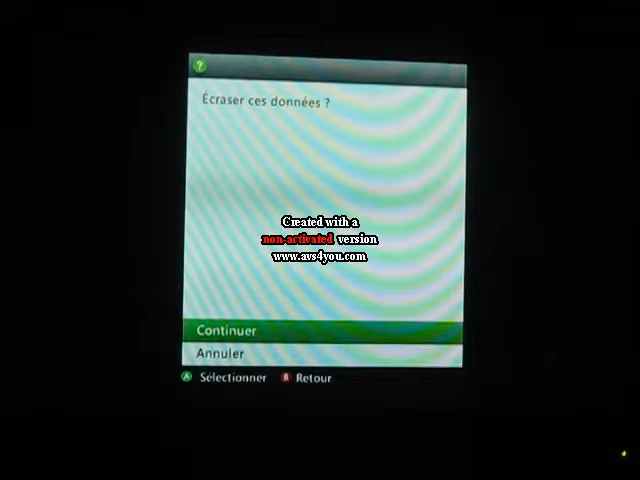 Écraser ces données ?
Created with a
non-activated version
www.avs4you.com
Continuer
Annuler
A Sélectionner B Retour